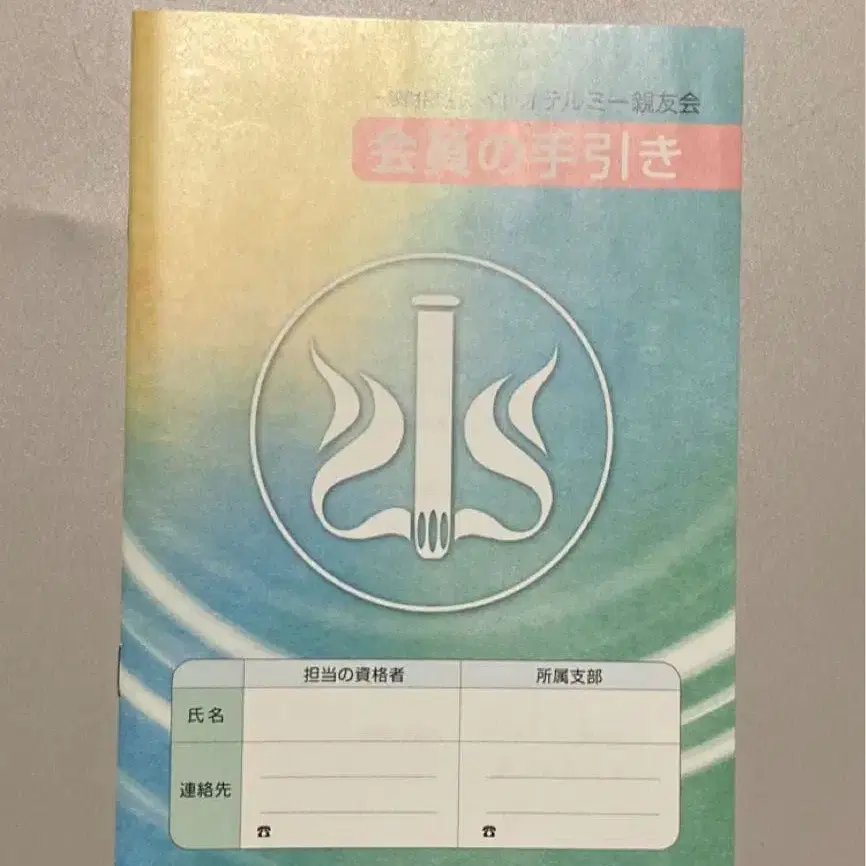 テルミー親友会
会員の手引き
担当の資格者 所属支部
氏名
連絡先
☎ ☎